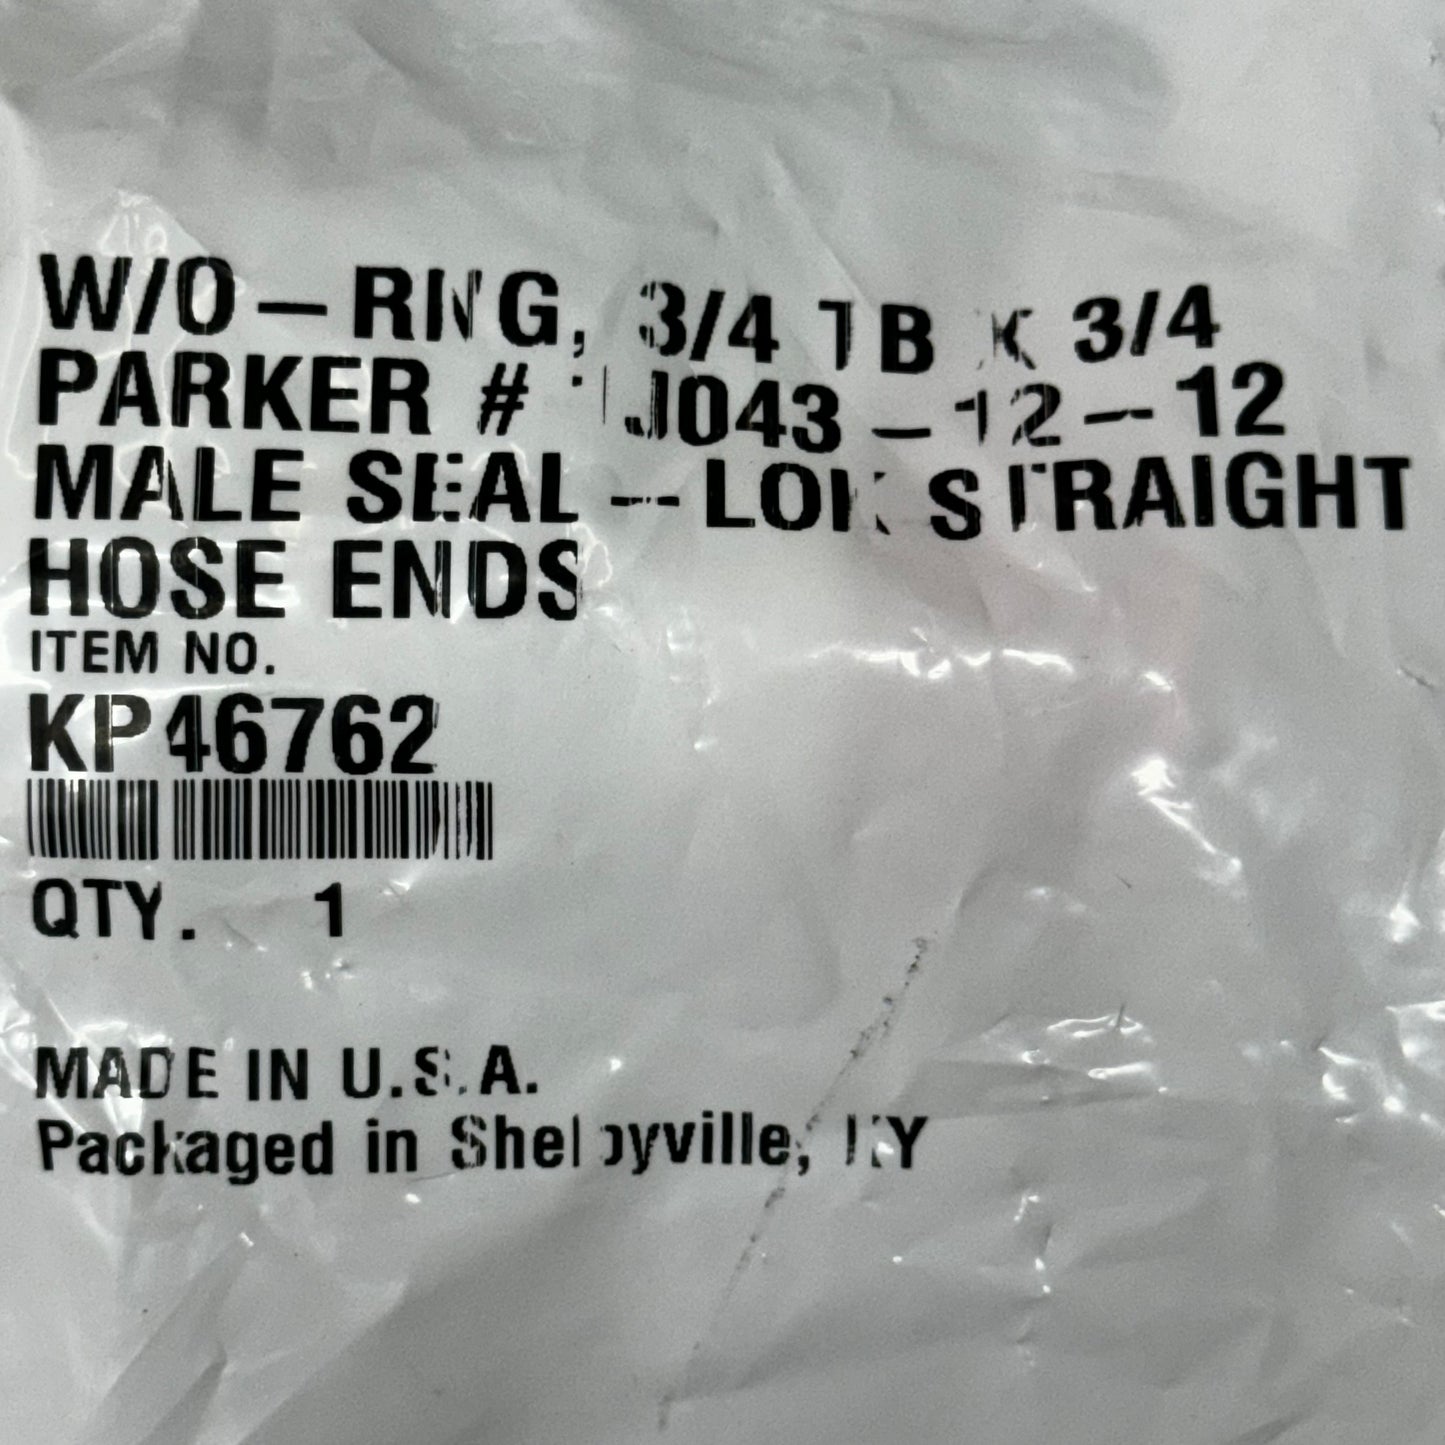 W/O-RNG, 3/4 TB X 3/4
PARKER # 1J043-12-12
MALE SEAL-LOK STRAIGHT
HOSE ENDS
ITEM NO.
KP46762
QTY. 1
MADE IN U.S.A.
Packaged in Shelbyville, KY